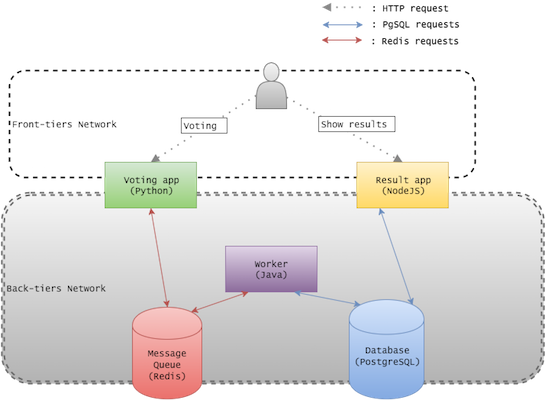 : HTTP request
: PgSQL requests
: Redis requests
Front-tiers Network
Voting
Show results
Voting app
(Python)
Result app
(NodeJS)
Worker
(Java)
Back-tiers Network
Message
Queue
(Redis)
Database
(PostgreSQL)